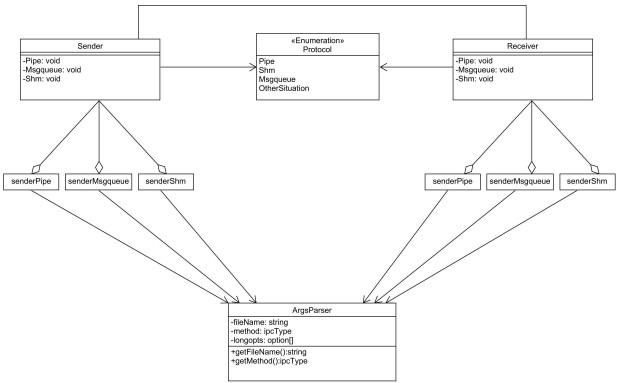 Sender
-Pipe: void
-Msgqueue: void
-Shm: void
«Enumeration»
Protocol
Pipe
Shm
Msgqueue
OtherSituation
Receiver
-Pipe: void
-Msgqueue: void
-Shm: void
senderPipe
senderMsgqueue
senderShm
senderPipe
senderMsgqueue
senderShm
ArgsParser
-fileName: string
-method: ipcType
-longopts: option[]
+getFileName():string
+getMethod():ipcType